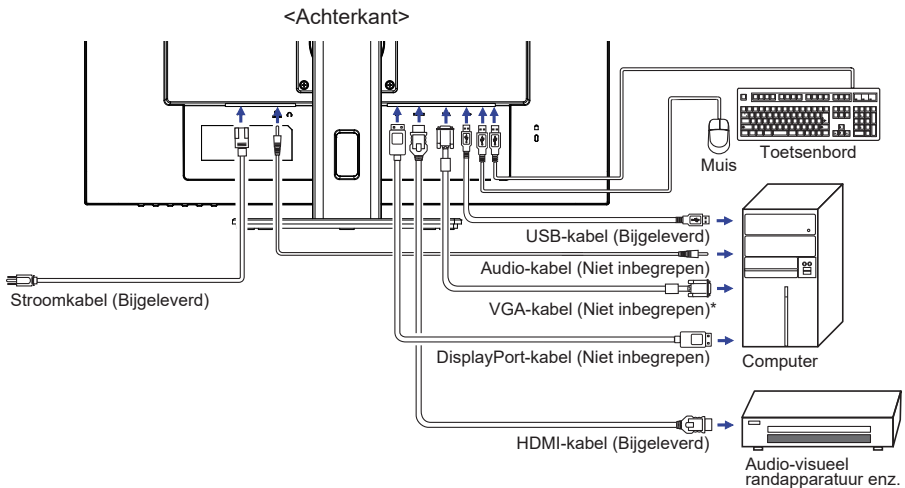 <Achterkant>
Muis
Toetsenbord
USB-kabel (Bijgeleverd)
Audio-kabel (Niet inbegrepen)
Stroomkabel (Bijgeleverd)
VGA-kabel (Niet inbegrepen)*
DisplayPort-kabel (Niet inbegrepen)
Computer
HDMI-kabel (Bijgeleverd)
Audio-visueel
randapparatuur enz.